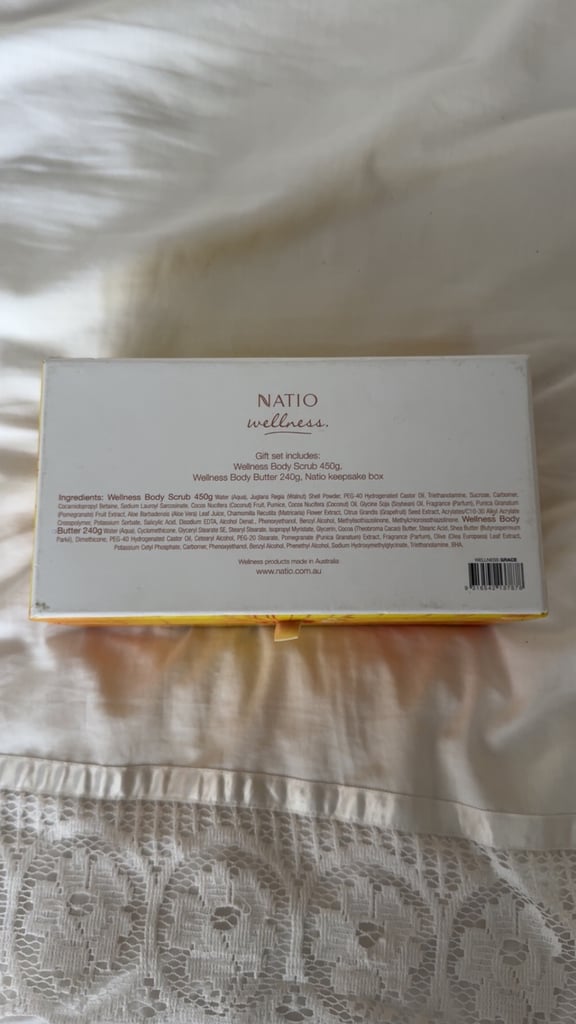 NATIO
wellness.
Gift set includes:
Wellness Body Scrub 450g,
Wellness Body Butter 240g, Natio keepsake box
Ingredients: Wellness Body Scrub 450g Water (Aqua), Juglans Regia (Walnut) Shell Powder, PEG-40 Hydrogenated Castor Oil, Triethanolamine, Sucrose, Carbomer,
Cocamidopropyl Betaine, Sodium Lauroyl Sarcosinate, Cocos Nucifera (Coconut) Fruit, Pumice, Cocos Nucifera (Coconut) Oil, Glycine Soja (Soybean) Oil, Fragrance (Parfum), Punica Granatum
(Pomegranate) Fruit Extract, Aloe Barbadensis (Aloe Vera) Leaf Juice, Chamomilla Recutita (Matricaria) Flower Extract, Citrus Grandis (Grapefruit) Seed Extract, Acrylates/C10-30 Alkyl Acrylate
Crosspolymer, Potassium Sorbate, Salicylic Acid, Disodium EDTA, Alcohol Denat., Phenoxyethanol, Benzyl Alcohol, Methylisothiazolinone, Methylchloroisothiazolinone. Wellness Body
Butter 240g Water (Aqua), Cyclomethicone, Glyceryl Stearate SE, Stearyl Stearate, Isopropyl Myristate, Glycerin, Cocoa (Theobroma Cacao) Butter, Stearic Acid, Shea Butter (Butyrospermum
Parkii), Dimethicone, PEG-40 Hydrogenated Castor Oil, Cetearyl Alcohol, PEG-20 Stearate, Pomegranate (Punica Granatum) Extract, Fragrance (Parfum), Olive (Olea Europaea) Leaf Extract,
Potassium Cetyl Phosphate, Carbomer, Phenoxyethanol, Benzyl Alcohol, Phenethyl Alcohol, Sodium Hydroxymethylglycinate, Triethanolamine, BHA.
Wellness products made in Australia
www.natio.com.au
WELLNESS GRACE